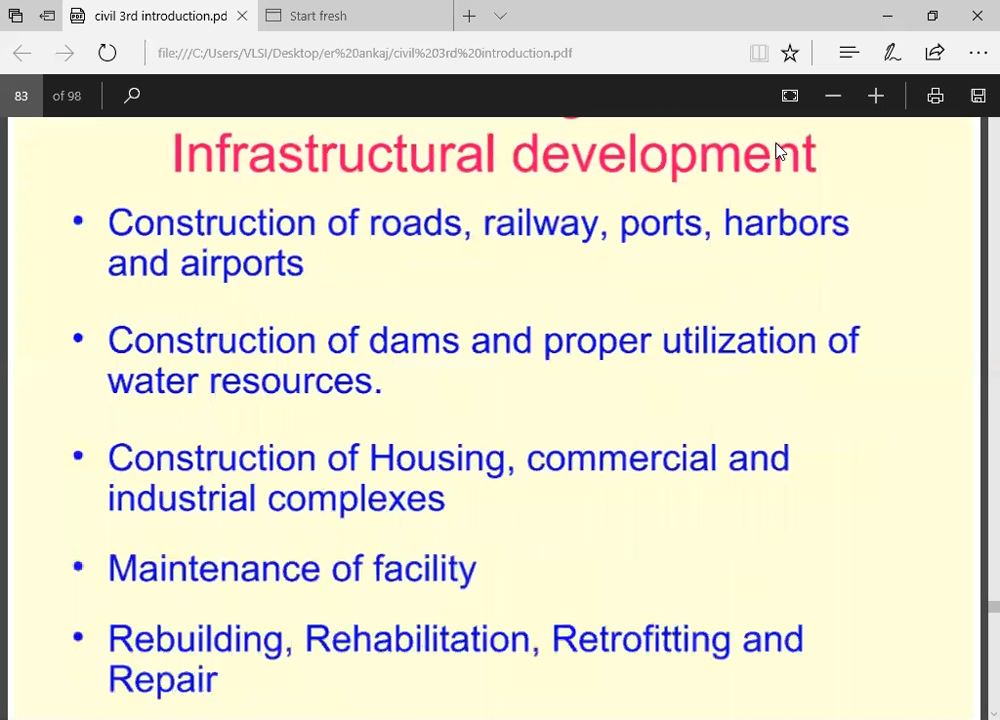 civil 3rd introduction.pd
Start fresh
file:///C:/Users/VLSI/Desktop/er%20ankaj/civil%203rd%20introduction.pdf
83 of 98
Infrastructural development
• Construction of roads, railway, ports, harbors
and airports
• Construction of dams and proper utilization of
water resources.
• Construction of Housing, commercial and
industrial complexes
• Maintenance of facility
• Rebuilding, Rehabilitation, Retrofitting and
Repair